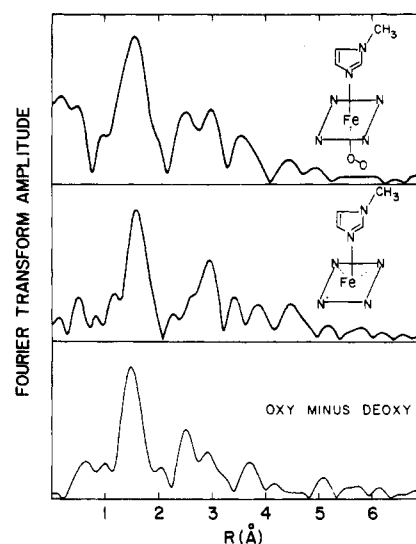 FOURIER TRANSFORM AMPLITUDE
CH₃
N
N
N N
Fe
N N
O
O
CH₃
N
N
N N
Fe
N N
OXY MINUS DEOXY
1 2 3 4 5 6
R(Å)